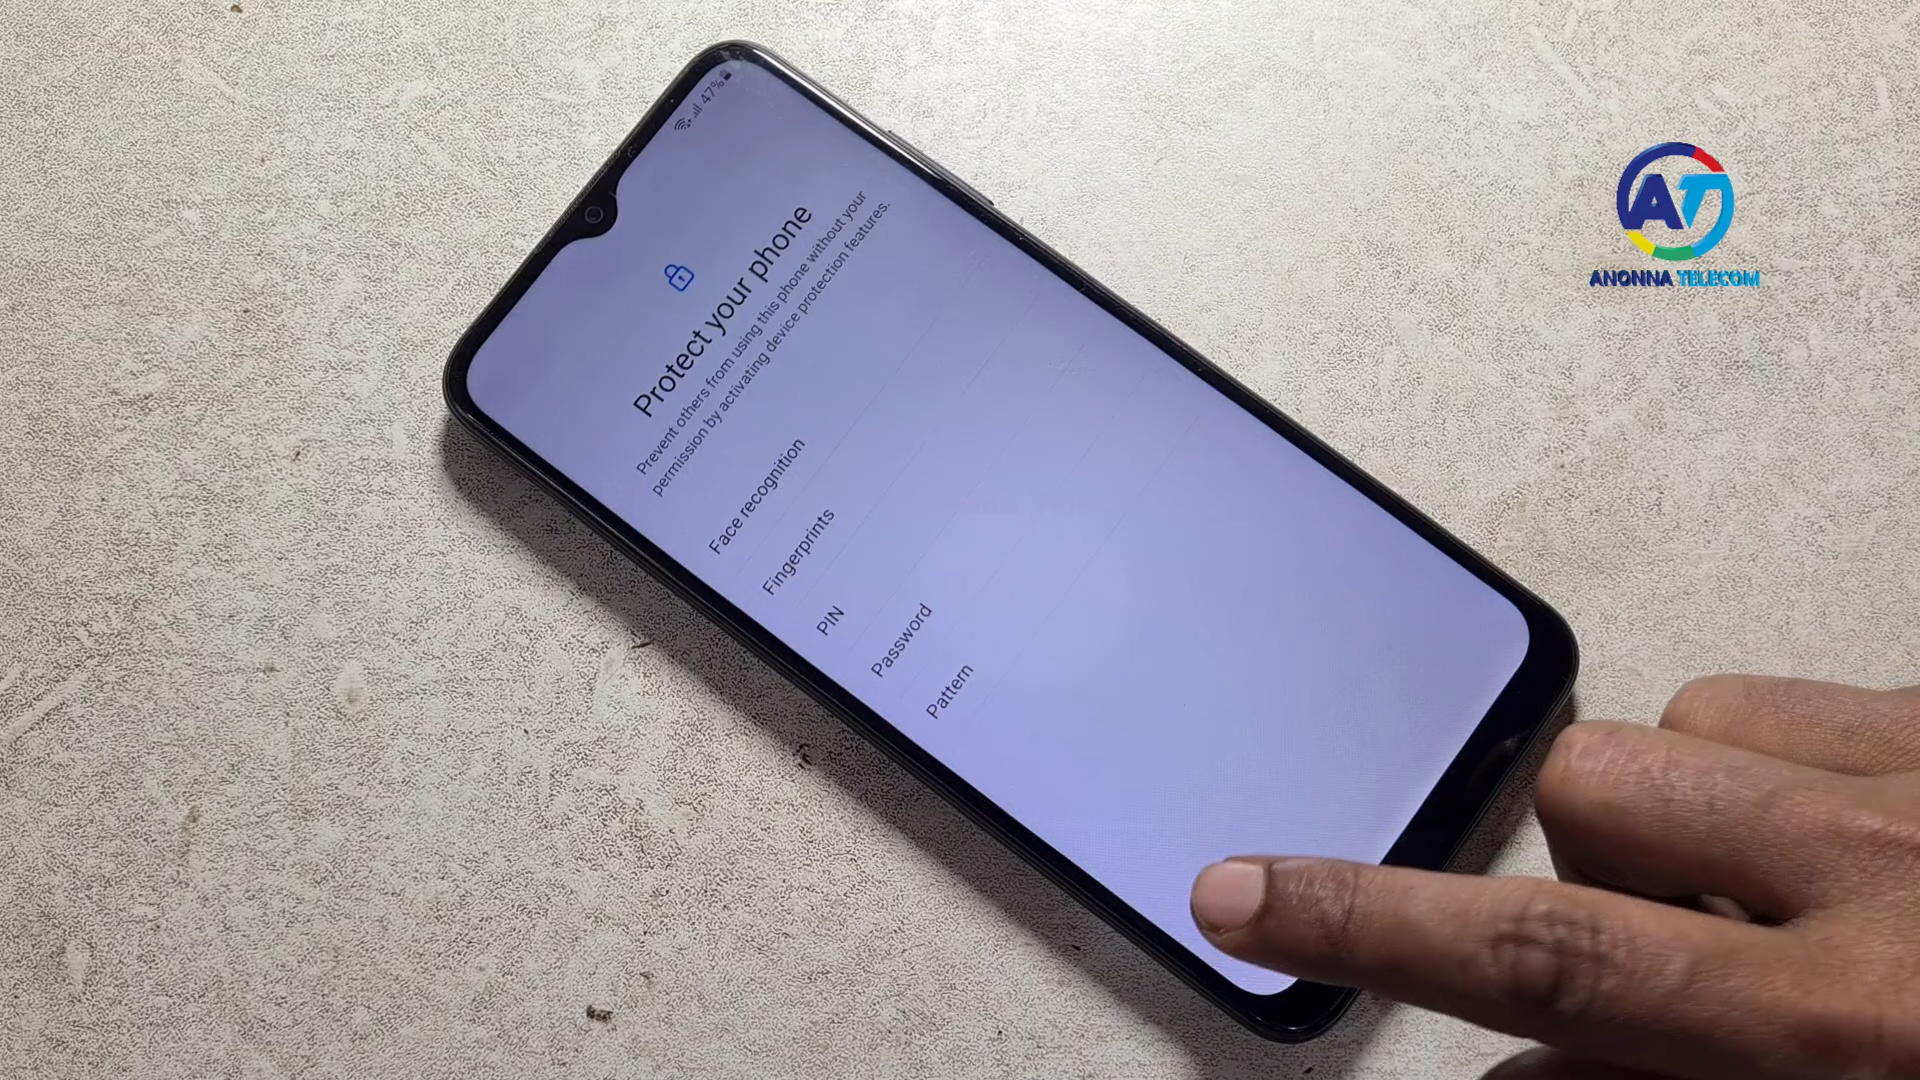 47%
Protect your phone
Prevent others from using this phone without your
permission by activating device protection features.
Face recognition
Fingerprints
PIN
Password
Pattern
AT
ANONNA TELECOM